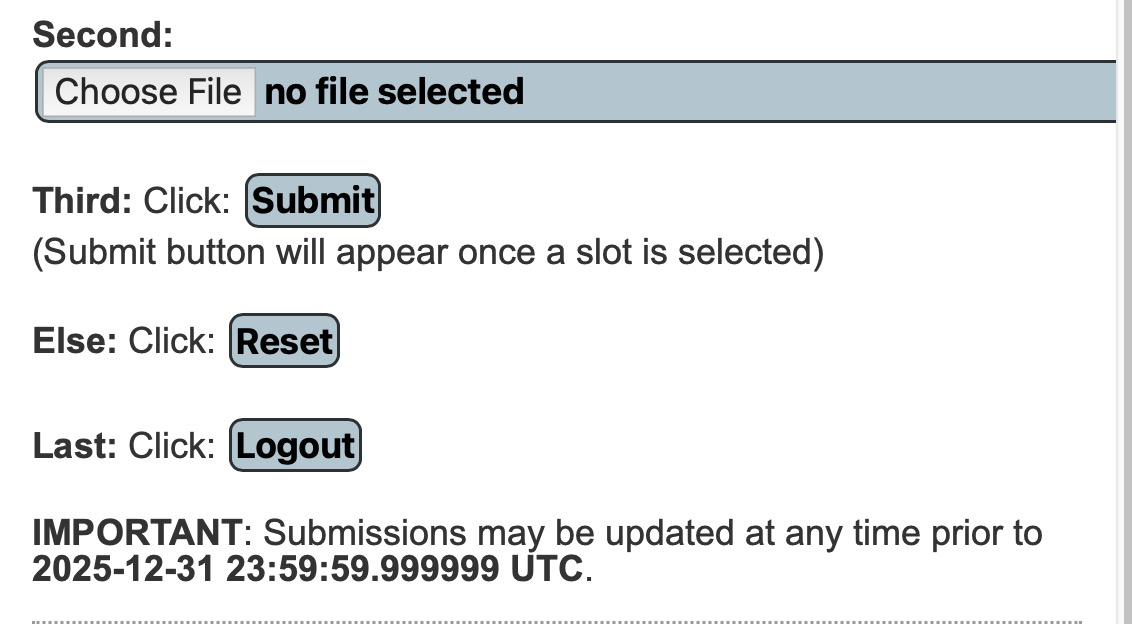 Second:
Choose File no file selected
Third: Click: Submit
(Submit button will appear once a slot is selected)
Else: Click: Reset
Last: Click: Logout
IMPORTANT: Submissions may be updated at any time prior to
2025-12-31 23:59:59.999999 UTC.